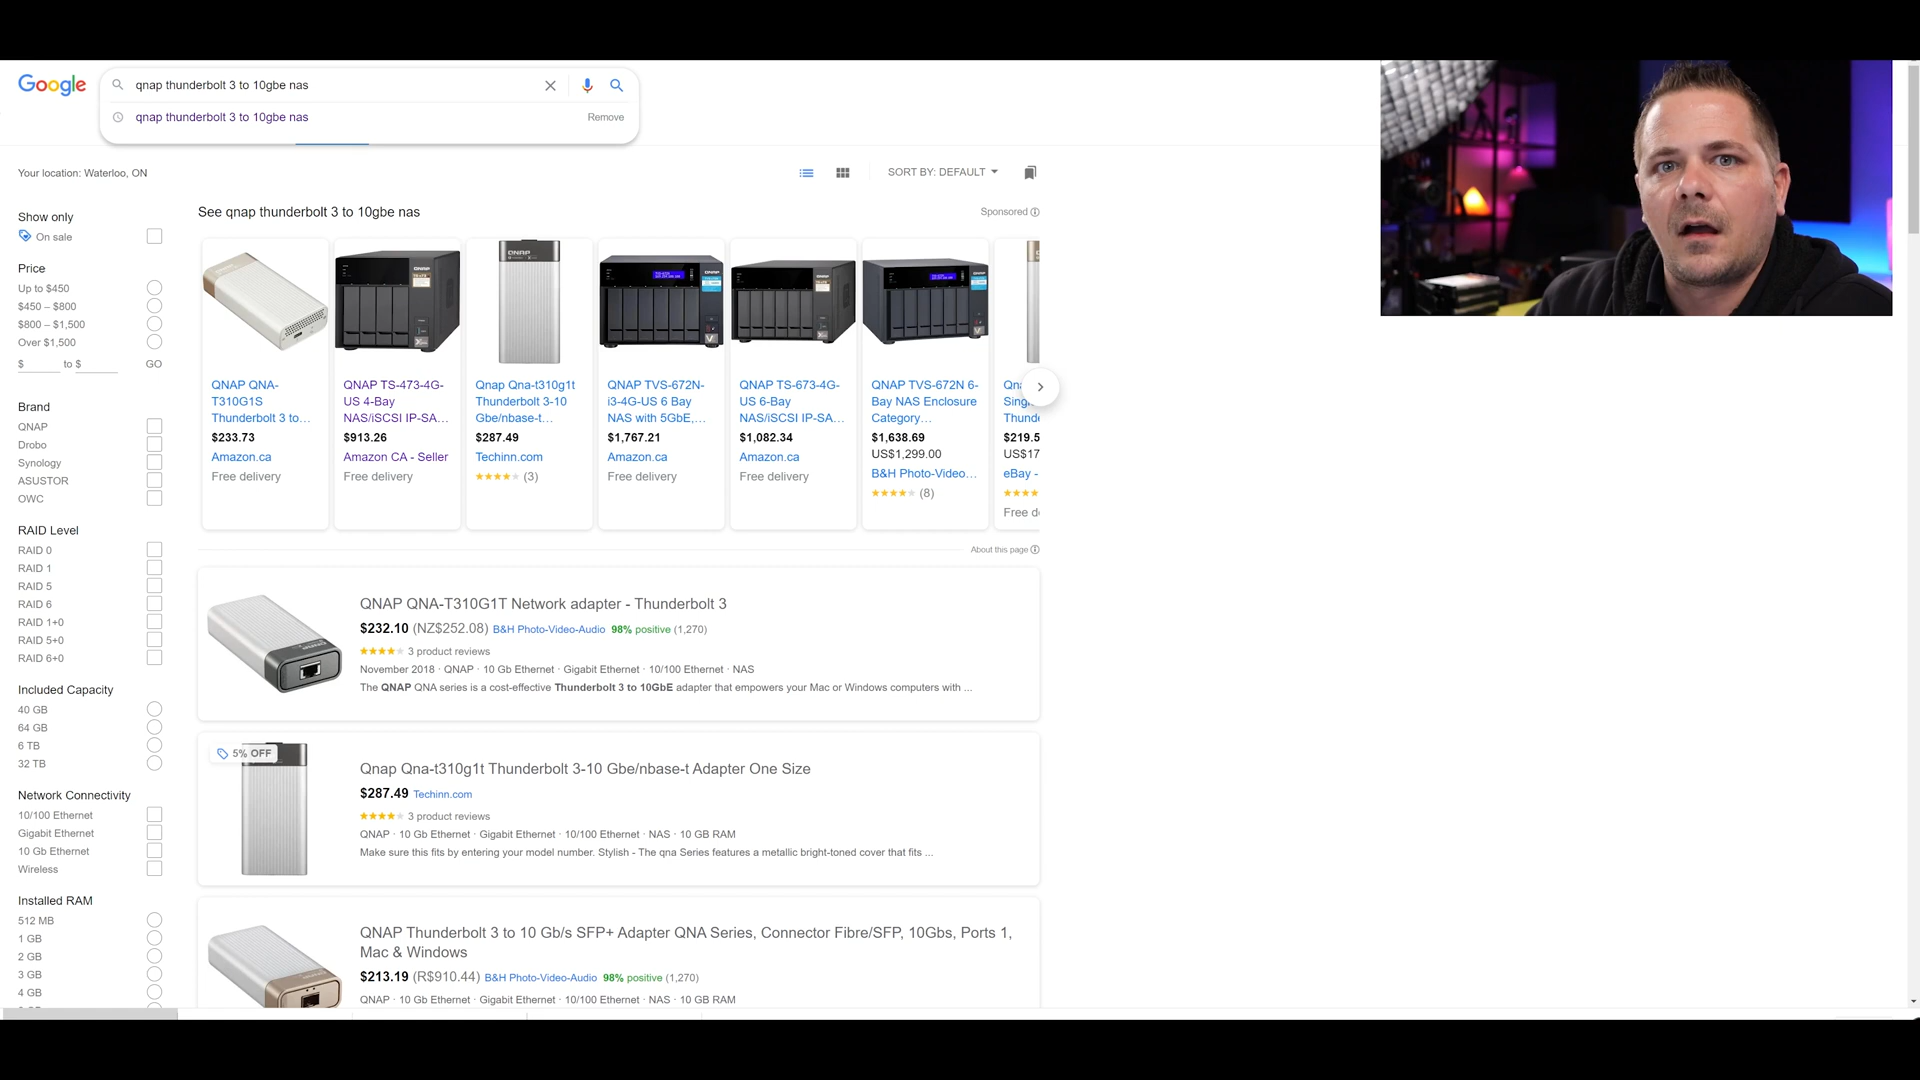 Google
qnap thunderbolt 3 to 10gbe nas
qnap thunderbolt 3 to 10gbe nas
Remove
Your location: Waterloo, ON
SORT BY: DEFAULT
Show only
On sale
Price
Up to $450
$450 – $800
$800 – $1,500
Over $1,500
$ to $ GO
Brand
QNAP
Drobo
Synology
ASUSTOR
OWC
RAID Level
RAID 0
RAID 1
RAID 5
RAID 6
RAID 1+0
RAID 5+0
RAID 6+0
Included Capacity
40 GB
64 GB
6 TB
32 TB
Network Connectivity
10/100 Ethernet
Gigabit Ethernet
10 Gb Ethernet
Wireless
Installed RAM
512 MB
1 GB
2 GB
3 GB
4 GB
See qnap thunderbolt 3 to 10gbe nas
Sponsored
QNAP QNA-
T310G1S
Thunderbolt 3 to…
$233.73
Amazon.ca
Free delivery
QNAP TS-473-4G-
US 4-Bay
NAS/iSCSI IP-SA…
$913.26
Amazon CA - Seller
Free delivery
QNAP
Qnap Qna-t310g1t
Thunderbolt 3-10
Gbe/nbase-t…
$287.49
Techinn.com
(3)
QNAP TVS-672N-
i3-4G-US 6 Bay
NAS with 5GbE,…
$1,767.21
Amazon.ca
Free delivery
QNAP TS-673-4G-
US 6-Bay
NAS/iSCSI IP-SA…
$1,082.34
Amazon.ca
Free delivery
QNAP TVS-672N 6-
Bay NAS Enclosure
Category…
$1,638.69
US$1,299.00
B&H Photo-Video…
(8)
Qna
Singl
Thund
$219.5
US$17
eBay -
Free d
About this page
QNAP QNA-T310G1T Network adapter - Thunderbolt 3
$232.10 (NZ$252.08) B&H Photo-Video-Audio 98% positive (1,270)
3 product reviews
November 2018 · QNAP · 10 Gb Ethernet · Gigabit Ethernet · 10/100 Ethernet · NAS
The QNAP QNA series is a cost-effective Thunderbolt 3 to 10GbE adapter that empowers your Mac or Windows computers with ...
5% OFF
Qnap Qna-t310g1t Thunderbolt 3-10 Gbe/nbase-t Adapter One Size
$287.49 Techinn.com
3 product reviews
QNAP · 10 Gb Ethernet · Gigabit Ethernet · 10/100 Ethernet · NAS · 10 GB RAM
Make sure this fits by entering your model number. Stylish - The qna Series features a metallic bright-toned cover that fits ...
QNAP Thunderbolt 3 to 10 Gb/s SFP+ Adapter QNA Series, Connector Fibre/SFP, 10Gbs, Ports 1,
Mac & Windows
$213.19 (R$910.44) B&H Photo-Video-Audio 98% positive (1,270)
QNAP · 10 Gb Ethernet · Gigabit Ethernet · 10/100 Ethernet · NAS · 10 GB RAM